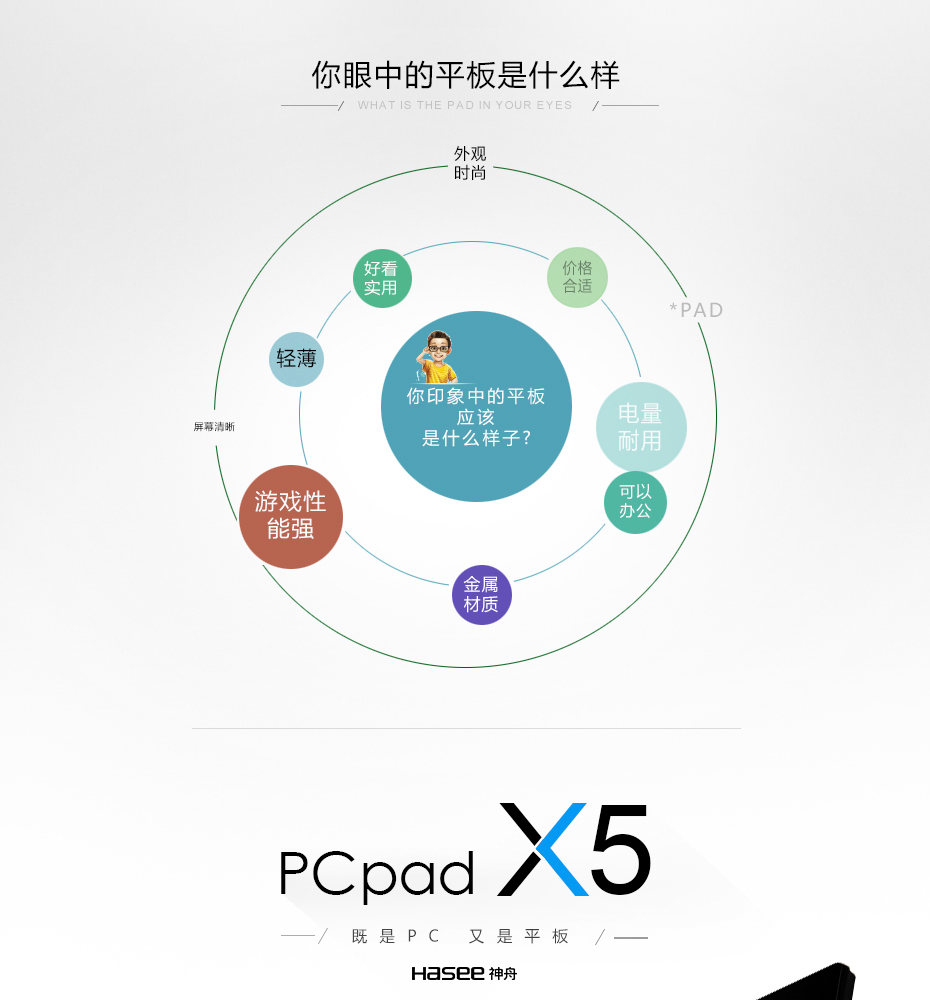 你眼中的平板是什么样
WHAT IS THE PAD IN YOUR EYES
外观
时尚
好看
实用
价格
合适
*PAD
轻薄
你印象中的平板
应该
是什么样子?
电量
耐用
屏幕清晰
游戏性
能强
可以
办公
金属
材质
PCpad X5
既是PC 又是平板
Hasee 神舟